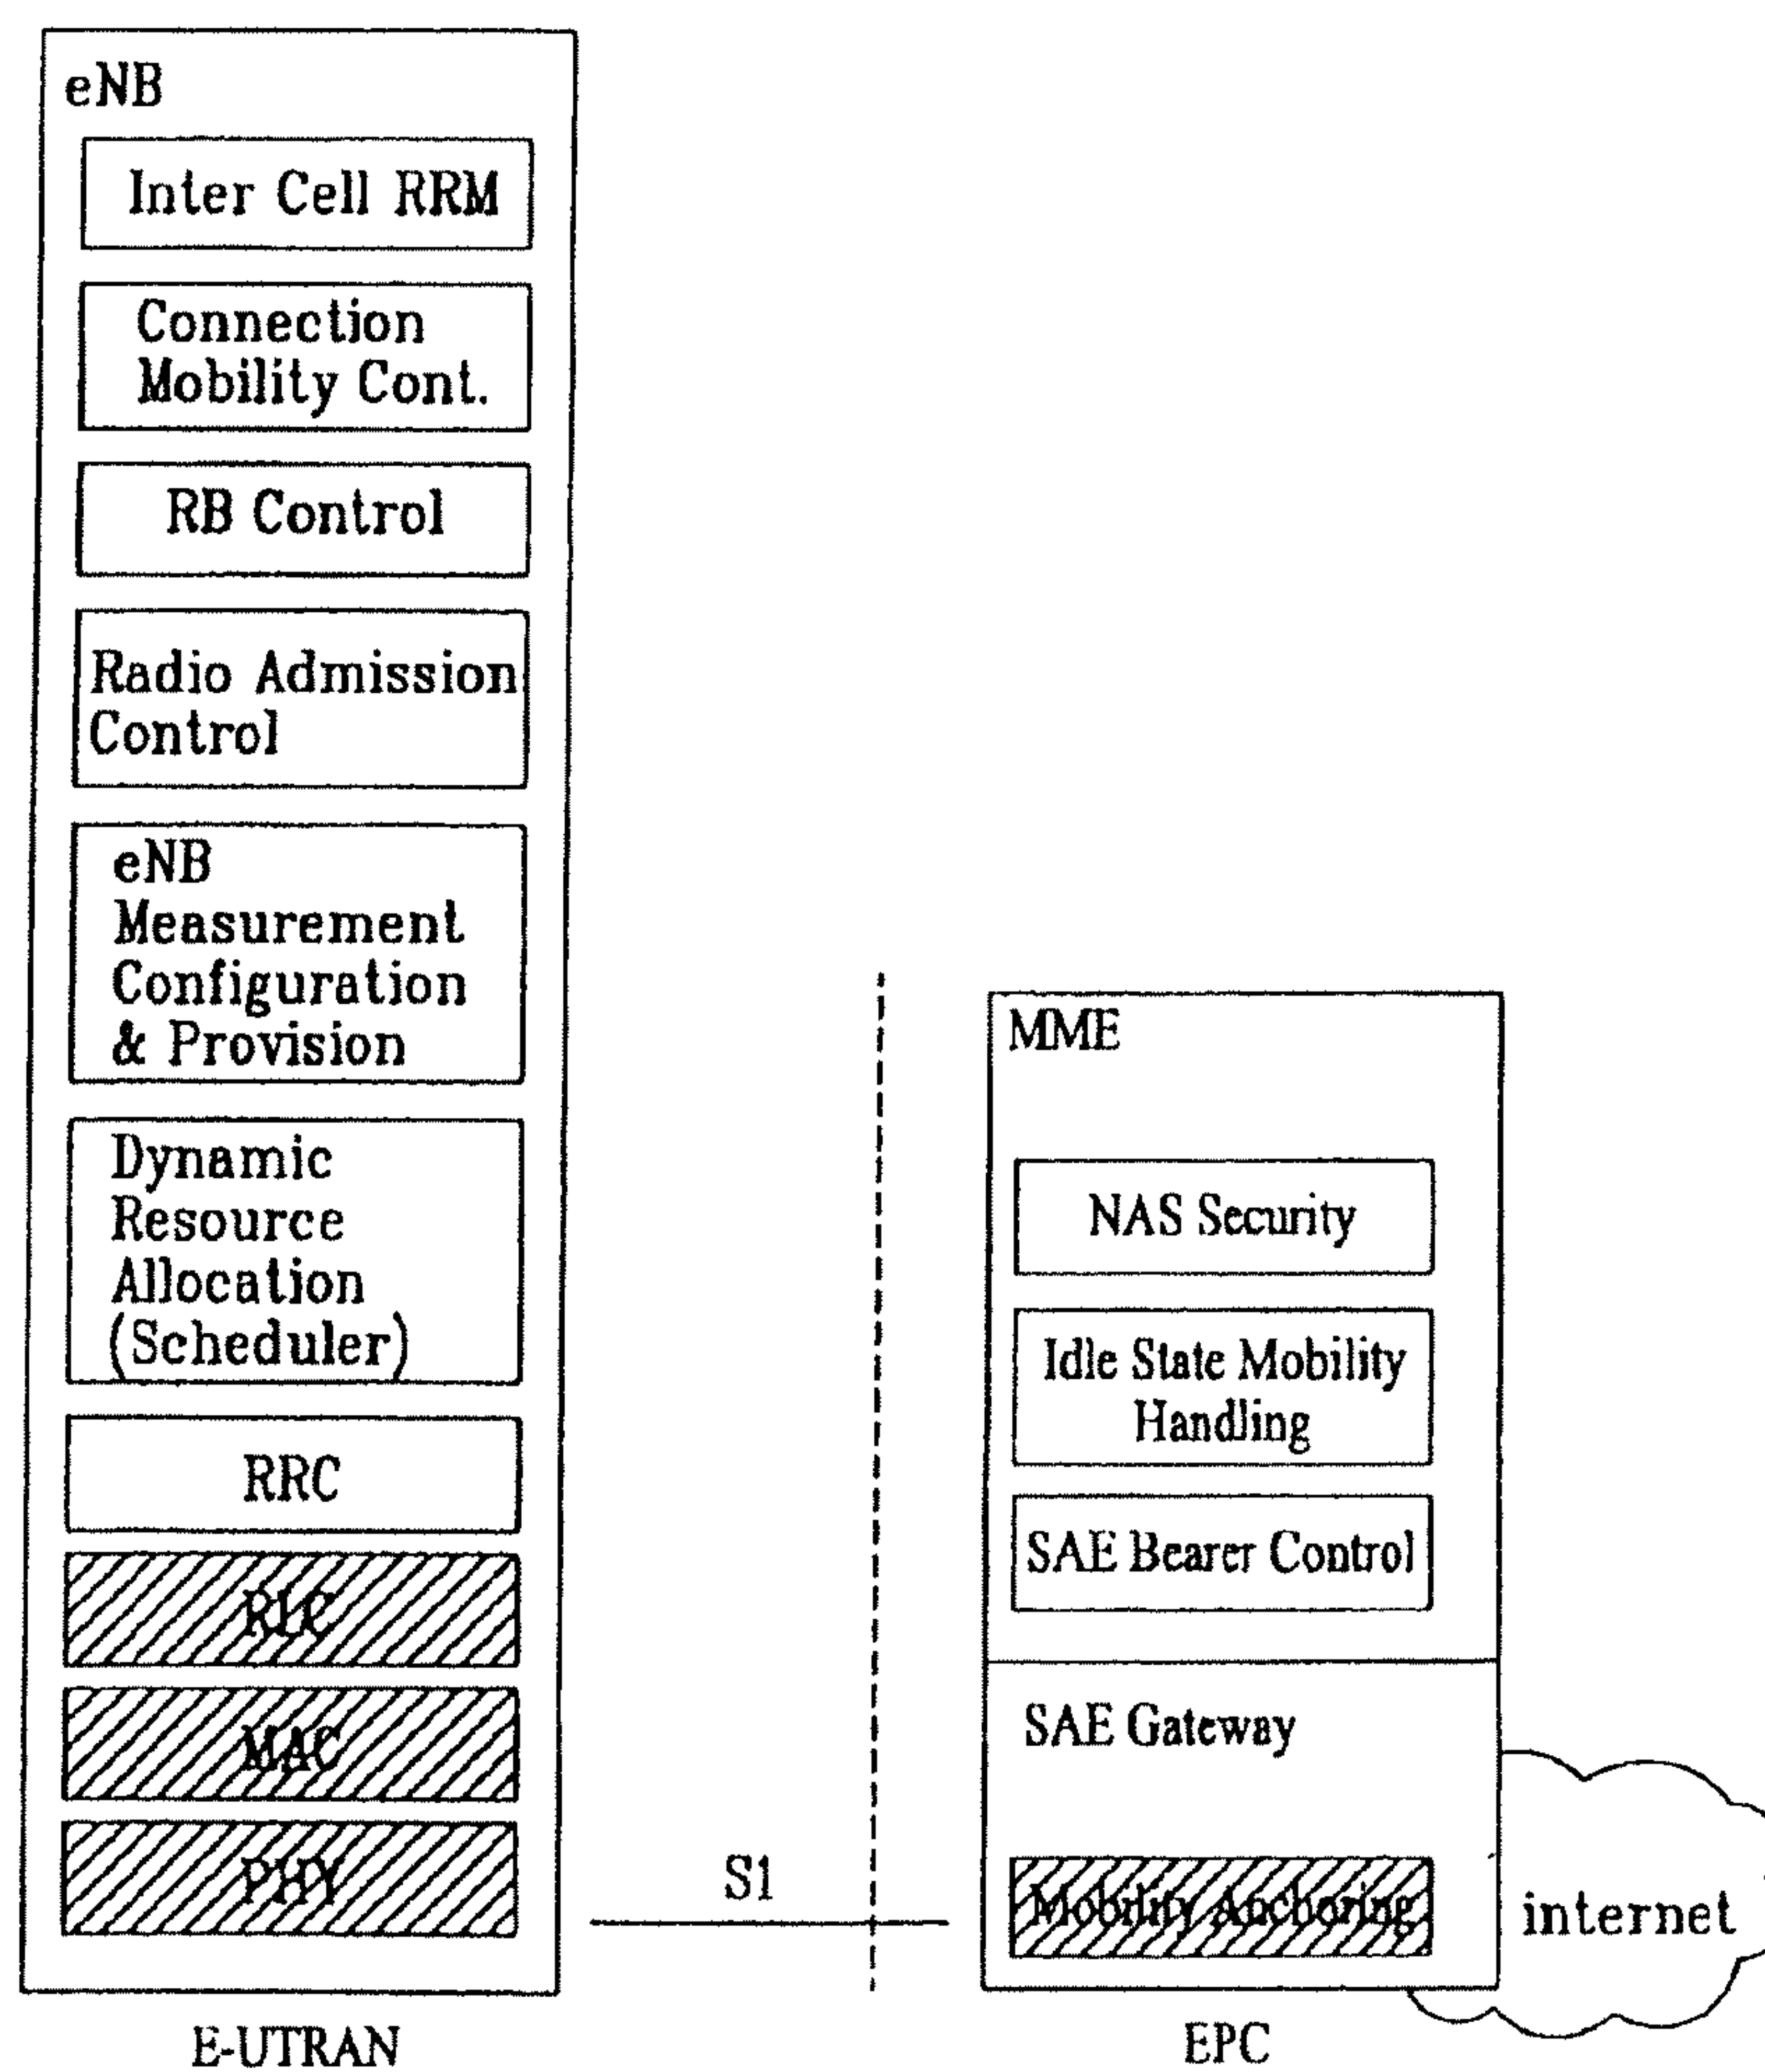 eNB
Inter Cell RRM
Connection
Mobility Cont.
RB Control
Radio Admission
Control
eNB
Measurement
Configuration
& Provision
Dynamic
Resource
Allocation
(Scheduler)
RRC
RLC
MAC
PHY
E-UTRAN
S1
MME
NAS Security
Idle State Mobility
Handling
SAE Bearer Control
SAE Gateway
Mobility Anchoring
internet
EPC